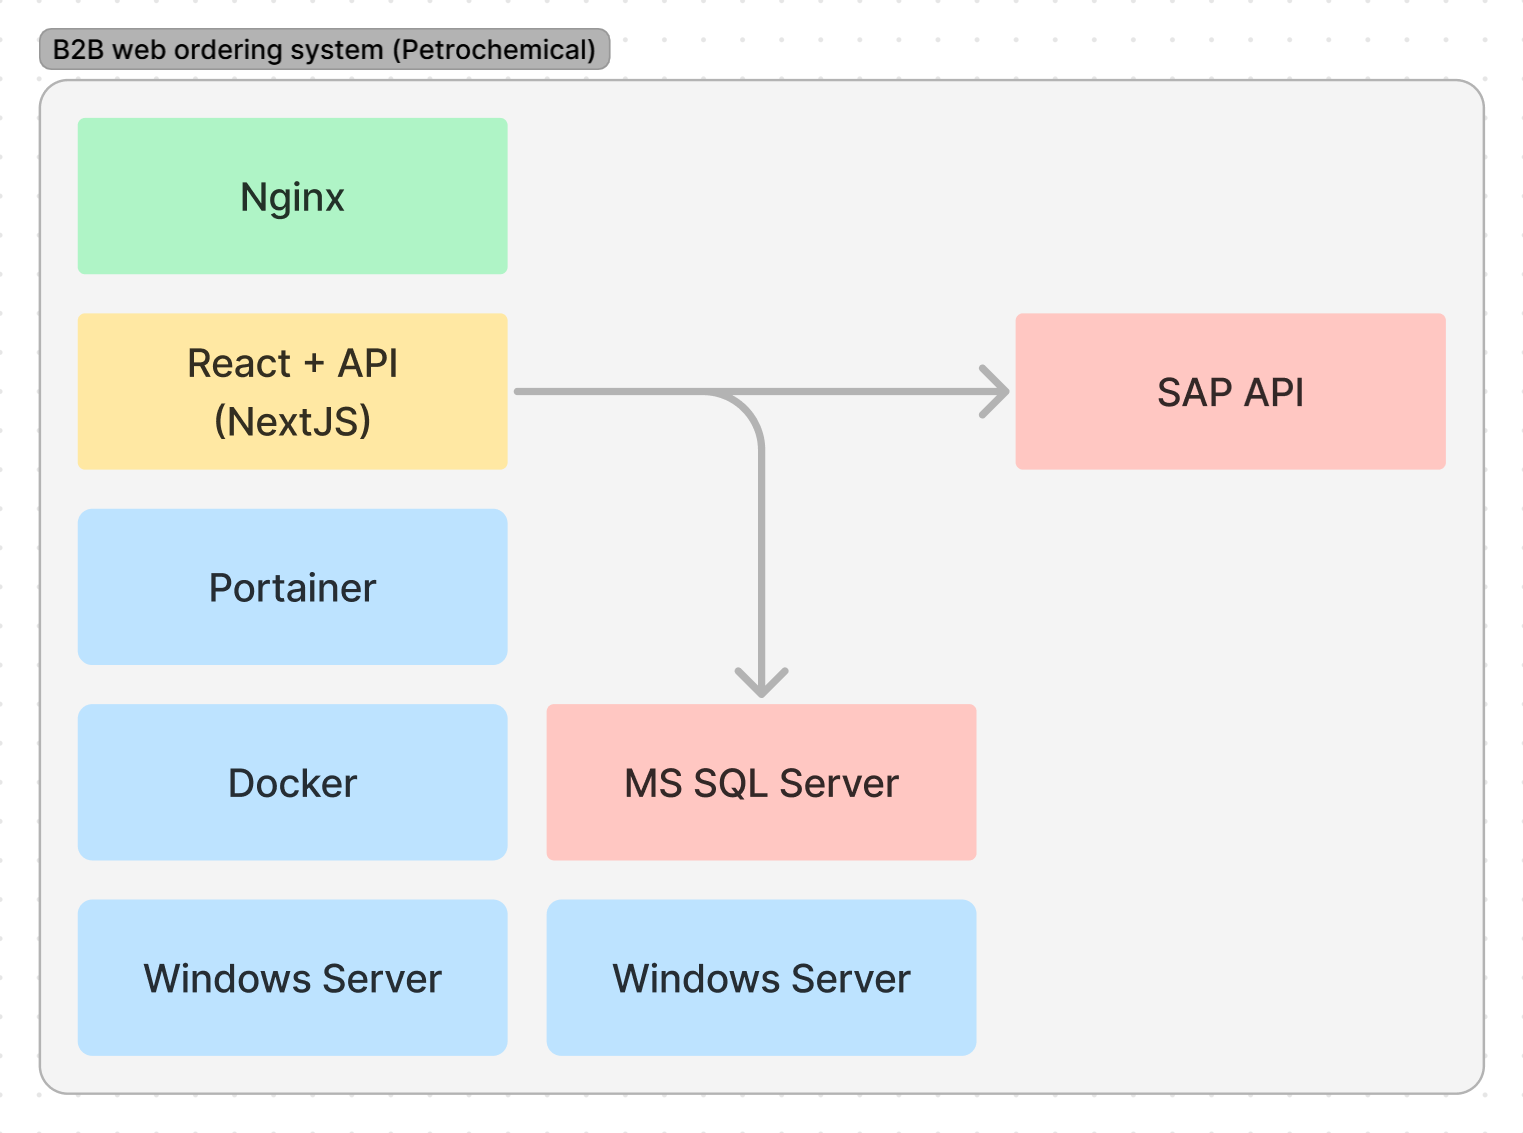 B2B web ordering system (Petrochemical)
Nginx
React + API
(NextJS)
SAP API
Portainer
Docker
MS SQL Server
Windows Server
Windows Server